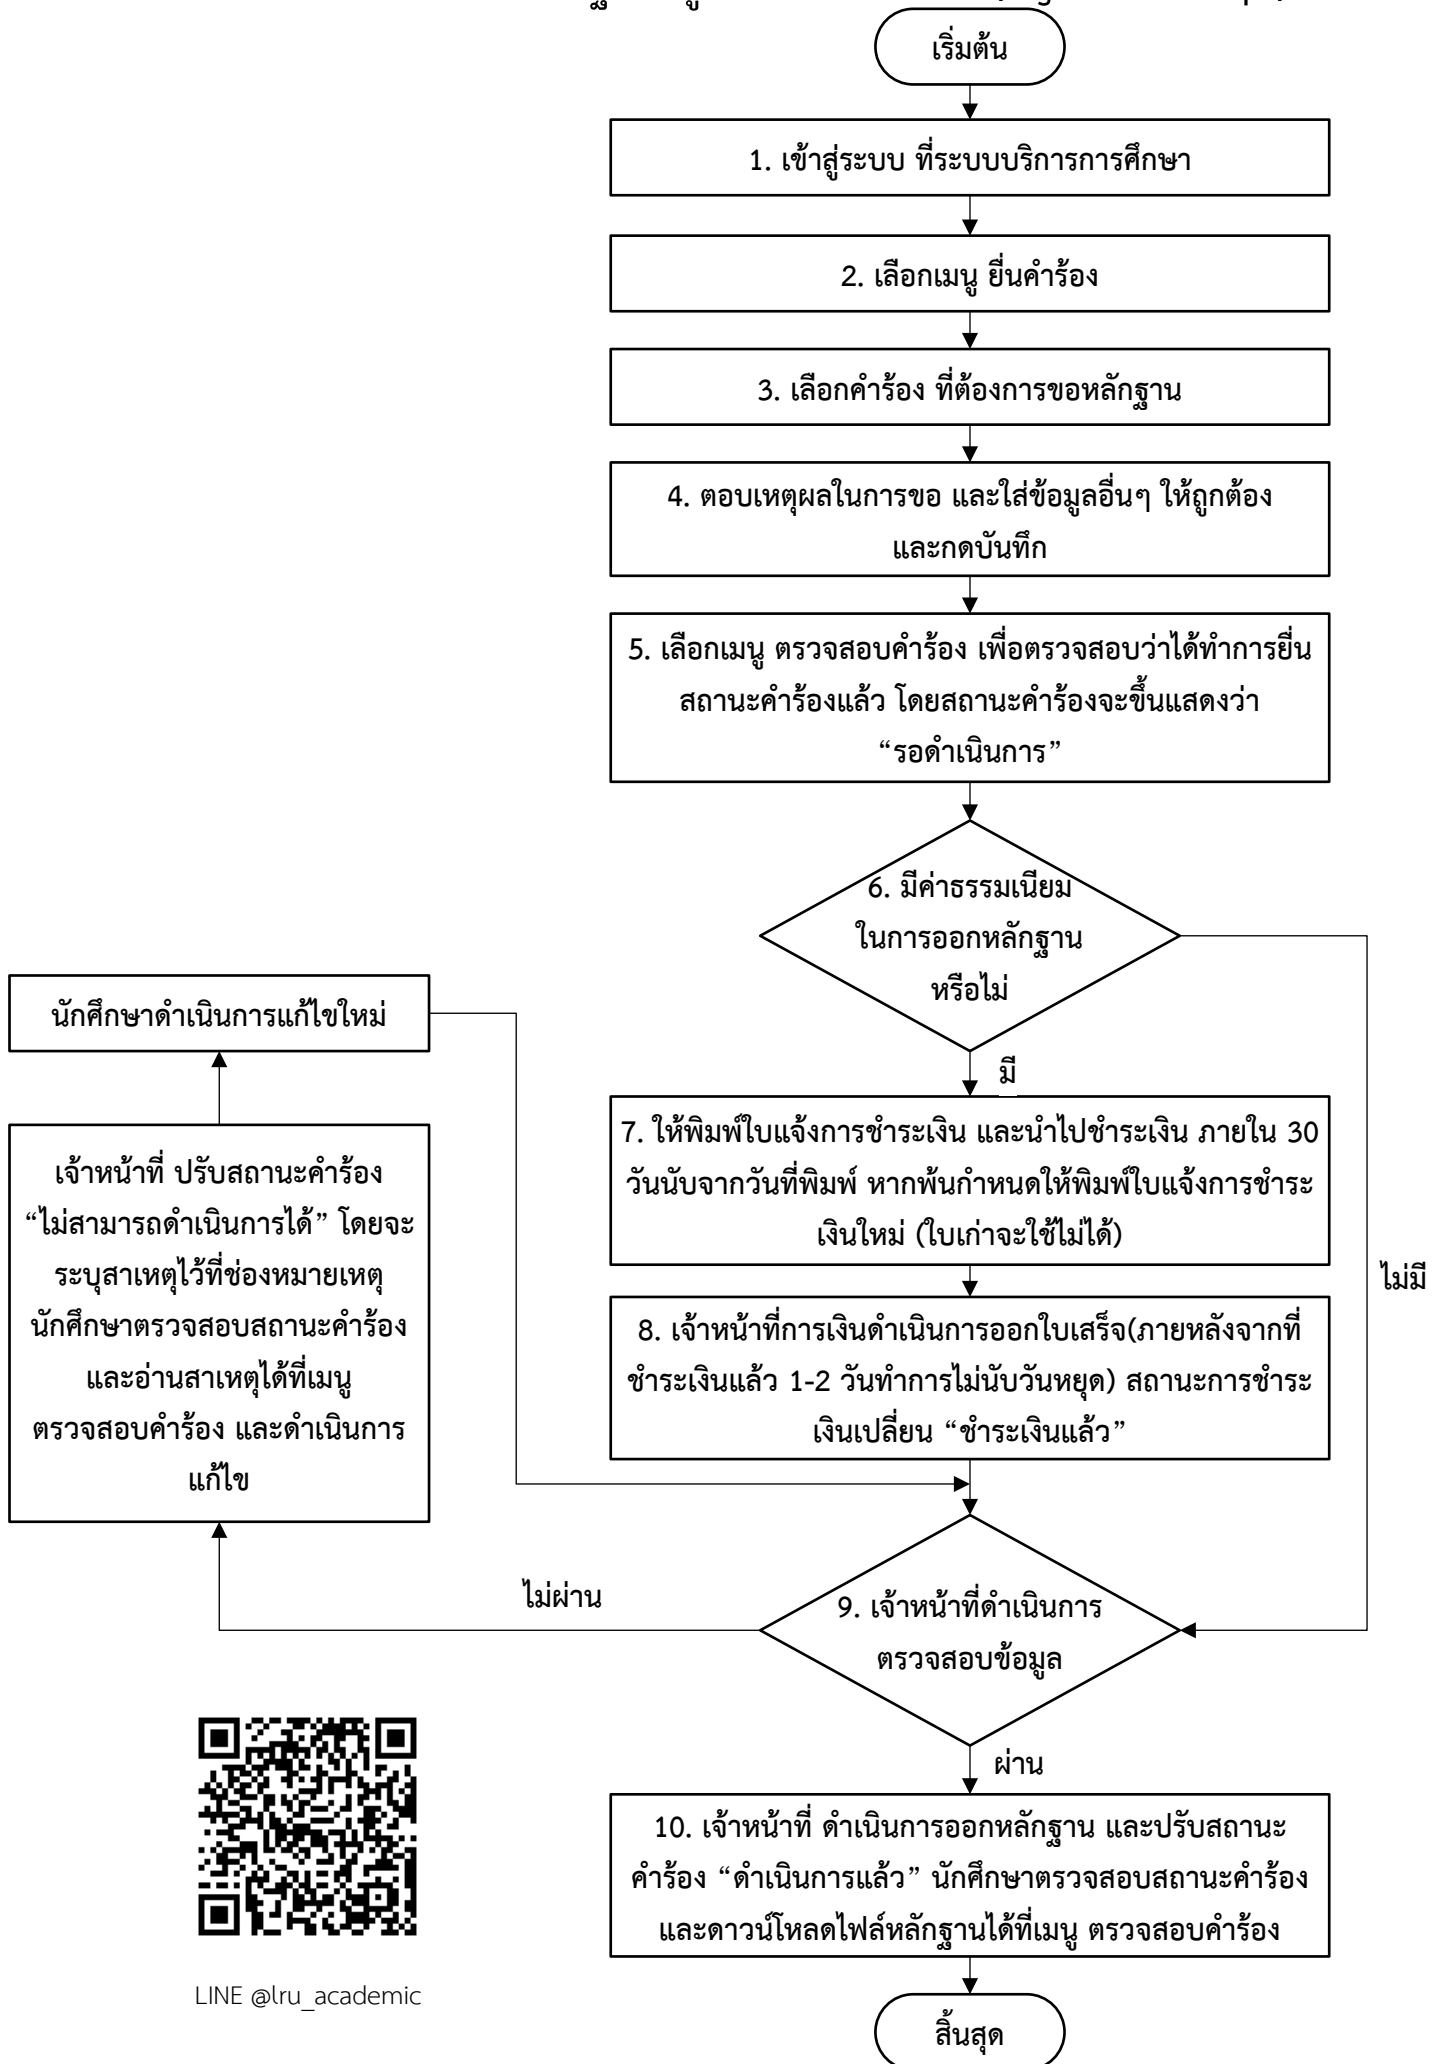 เริ่มต้น
1. เข้าสู่ระบบ ที่ระบบบริการการศึกษา
2. เลือกเมนู ยื่นคำร้อง
3. เลือกคำร้อง ที่ต้องการขอหลักฐาน
4. ตอบเหตุผลในการขอ และใส่ข้อมูลอื่นๆ ให้ถูกต้อง
และกดบันทึก
5. เลือกเมนู ตรวจสอบคำร้อง เพื่อตรวจสอบว่าได้ทำการยื่น
สถานะคำร้องแล้ว โดยสถานะคำร้องจะขึ้นแสดงว่า
“รอดำเนินการ”
6. มีค่าธรรมเนียม
ในการออกหลักฐาน
หรือไม่
มี
ไม่มี
7. ให้พิมพ์ใบแจ้งการชำระเงิน และนำไปชำระเงิน ภายใน 30
วันนับจากวันที่พิมพ์ หากพ้นกำหนดให้พิมพ์ใบแจ้งการชำระ
เงินใหม่ (ใบเก่าจะใช้ไม่ได้)
8. เจ้าหน้าที่การเงินดำเนินการออกใบเสร็จ(ภายหลังจากที่
ชำระเงินแล้ว 1-2 วันทำการไม่นับวันหยุด) สถานะการชำระ
เงินเปลี่ยน “ชำระเงินแล้ว”
9. เจ้าหน้าที่ดำเนินการ
ตรวจสอบข้อมูล
ไม่ผ่าน
เจ้าหน้าที่ ปรับสถานะคำร้อง
“ไม่สามารถดำเนินการได้” โดยจะ
ระบุสาเหตุไว้ที่ช่องหมายเหตุ
นักศึกษาตรวจสอบสถานะคำร้อง
และอ่านสาเหตุได้ที่เมนู
ตรวจสอบคำร้อง และดำเนินการ
แก้ไข
นักศึกษาดำเนินการแก้ไขใหม่
ผ่าน
10. เจ้าหน้าที่ ดำเนินการออกหลักฐาน และปรับสถานะ
คำร้อง “ดำเนินการแล้ว” นักศึกษาตรวจสอบสถานะคำร้อง
และดาวน์โหลดไฟล์หลักฐานได้ที่เมนู ตรวจสอบคำร้อง
สิ้นสุด
LINE @lru_academic